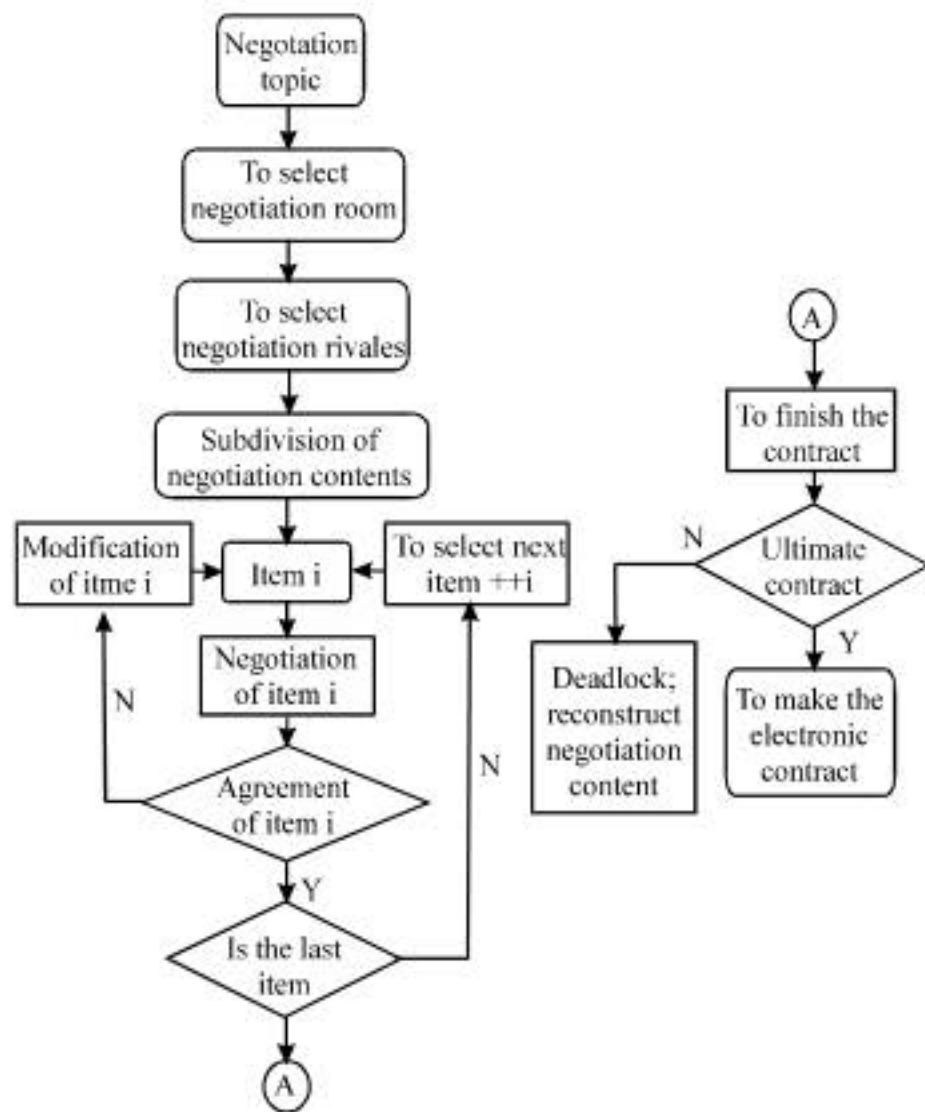 Negotation
topic
To select
negotiation room
To select
negotiation rivales
Subdivision of
negotiation contents
Modification
of itme i
Item i
To select next
item ++i
Negotiation
of item i
N
Agreement
of item i
N
Y
Is the last
item
A
A
To finish the
contract
N
Ultimate
contract
Y
Deadlock;
reconstruct
negotiation
content
To make the
electronic
contract